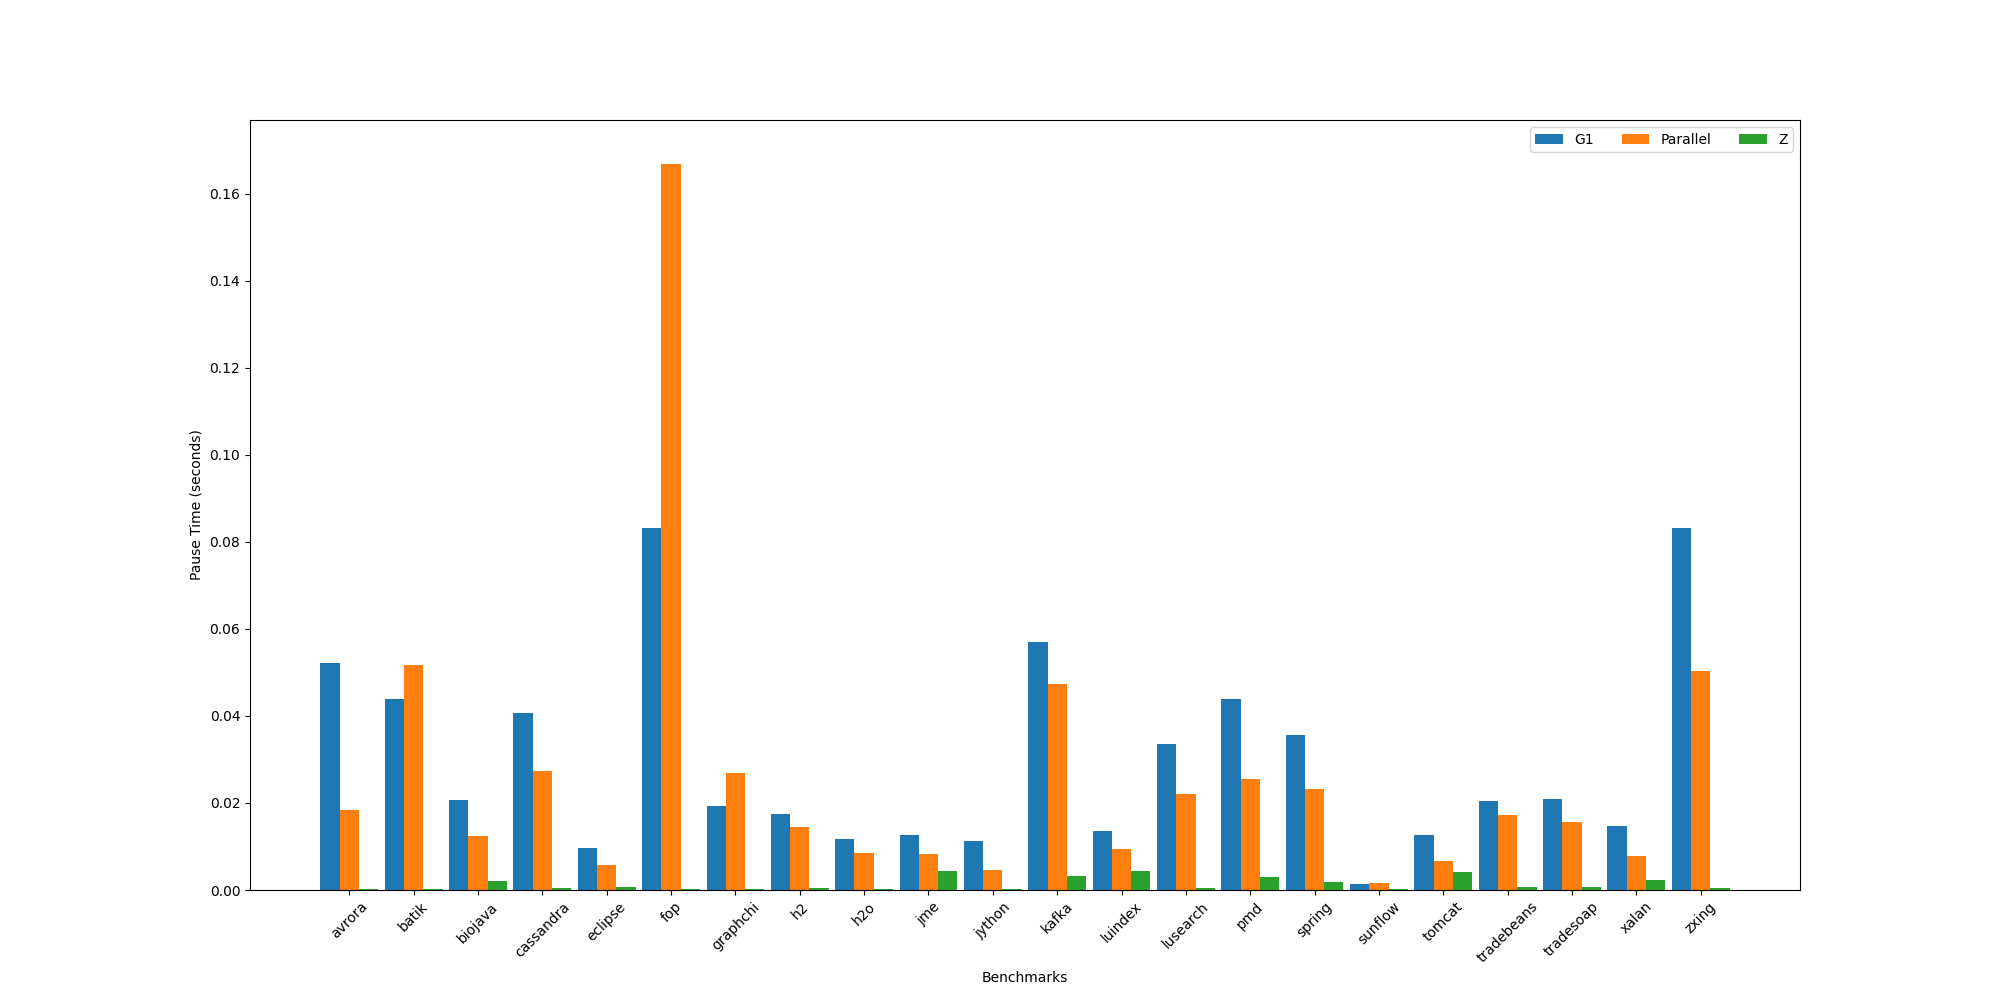 G1 Parallel Z
0.16
0.14
0.12
0.10
0.08
0.06
0.04
0.02
0.00
Pause Time (seconds)
avrora batik biojava cassandra eclipse fop graphchi h2 h2o jme jython kafka luindex lusearch pmd spring sunflow tomcat tradebeans tradesoap xalan zxing
Benchmarks